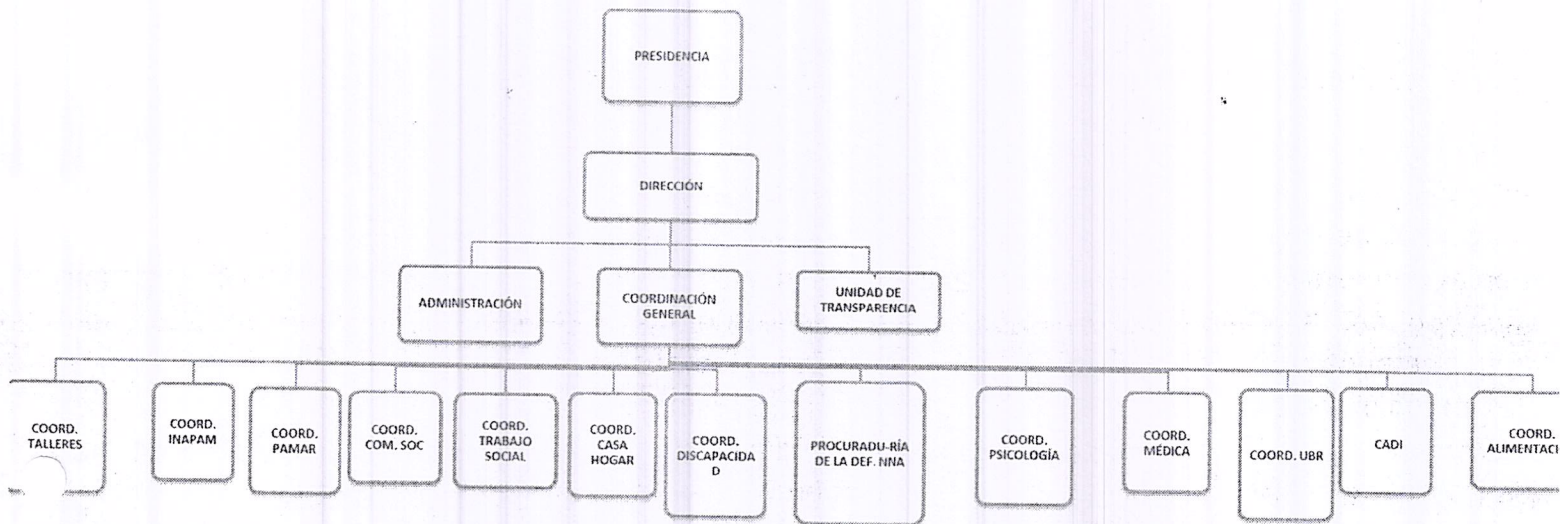 PRESIDENCIA
DIRECCIÓN
ADMINISTRACIÓN
COORDINACIÓN
GENERAL
UNIDAD DE
TRANSPARENCIA
COORD.
TALLERES
COORD.
INAPAM
COORD.
PAMAR
COORD.
COM. SOC
COORD.
TRABAJO
SOCIAL
COORD.
CASA
HOGAR
COORD.
DISCAPACIDA
D
PROCURADU-RÍA
DE LA DEF. NNA
COORD.
PSICOLOGÍA
COORD.
MÉDICA
COORD. UBR
CADI
COORD.
ALIMENTACI